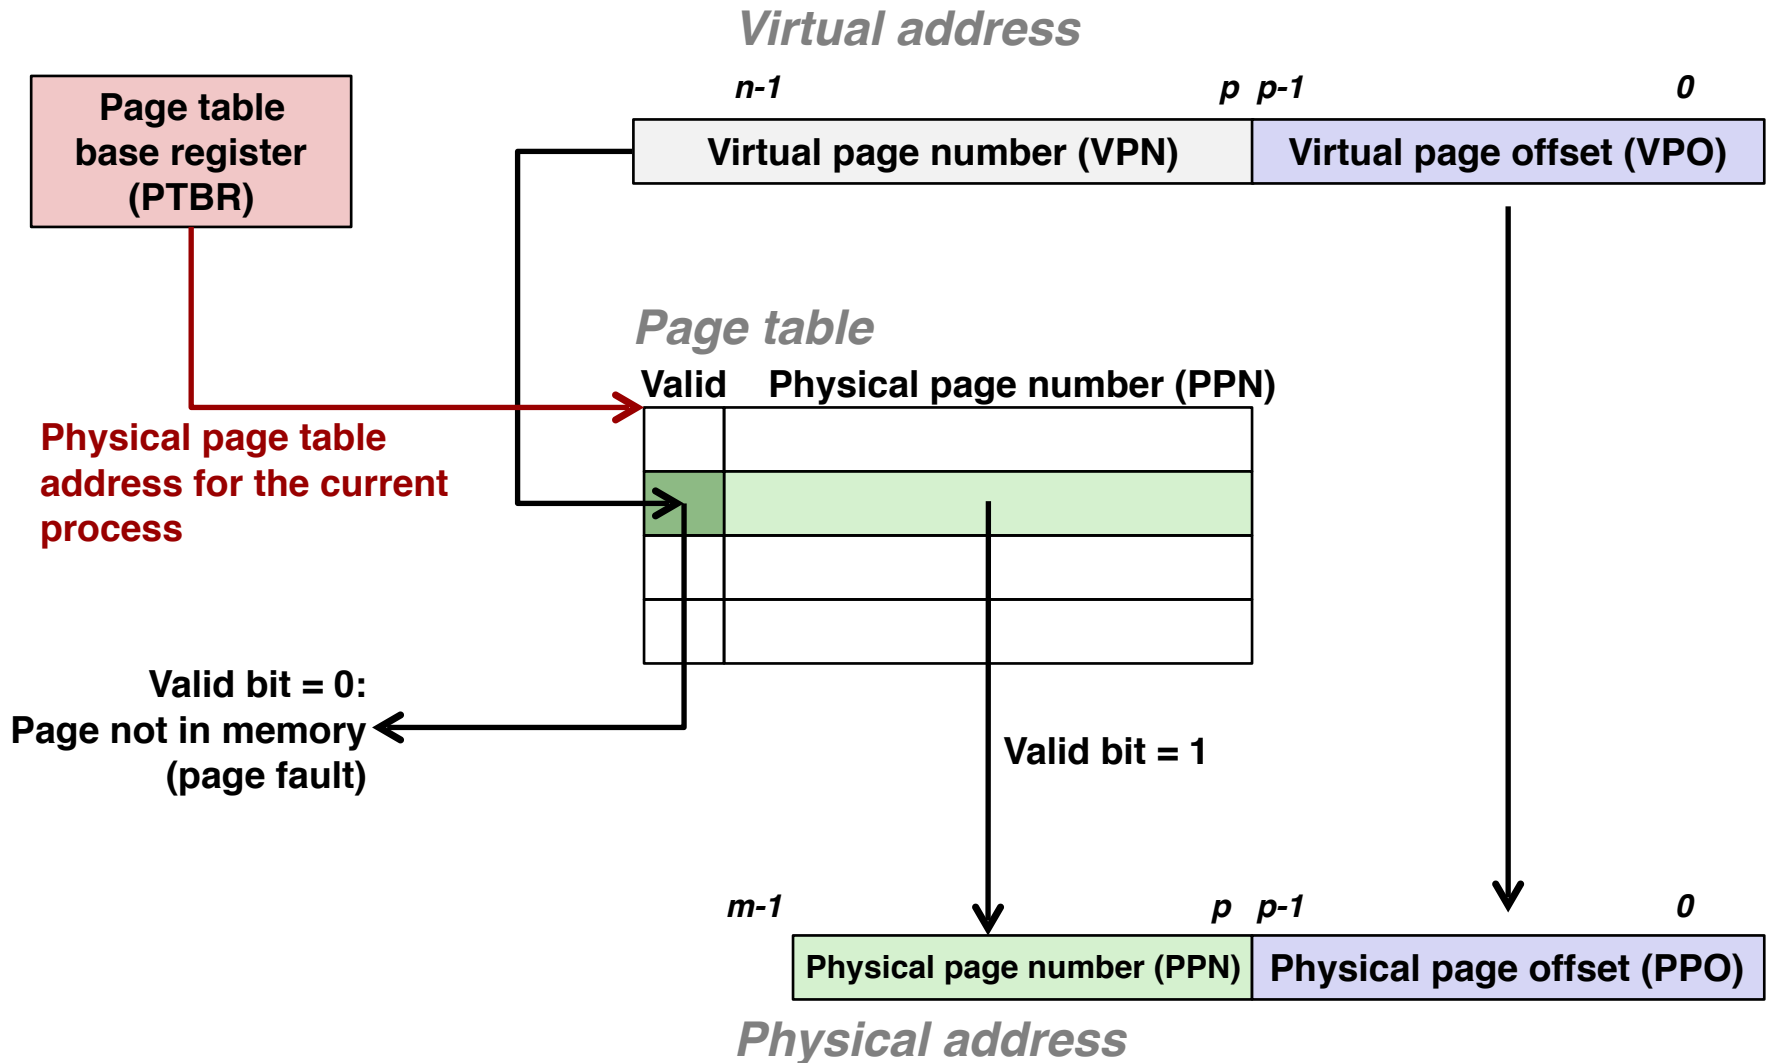 Virtual address
n-1 p p-1 0
Page table
base register
(PTBR)
Virtual page number (VPN) Virtual page offset (VPO)
Page table
Valid Physical page number (PPN)
Physical page table
address for the current
process
Valid bit = 0:
Page not in memory
(page fault)
Valid bit = 1
m-1 p p-1 0
Physical page number (PPN) Physical page offset (PPO)
Physical address